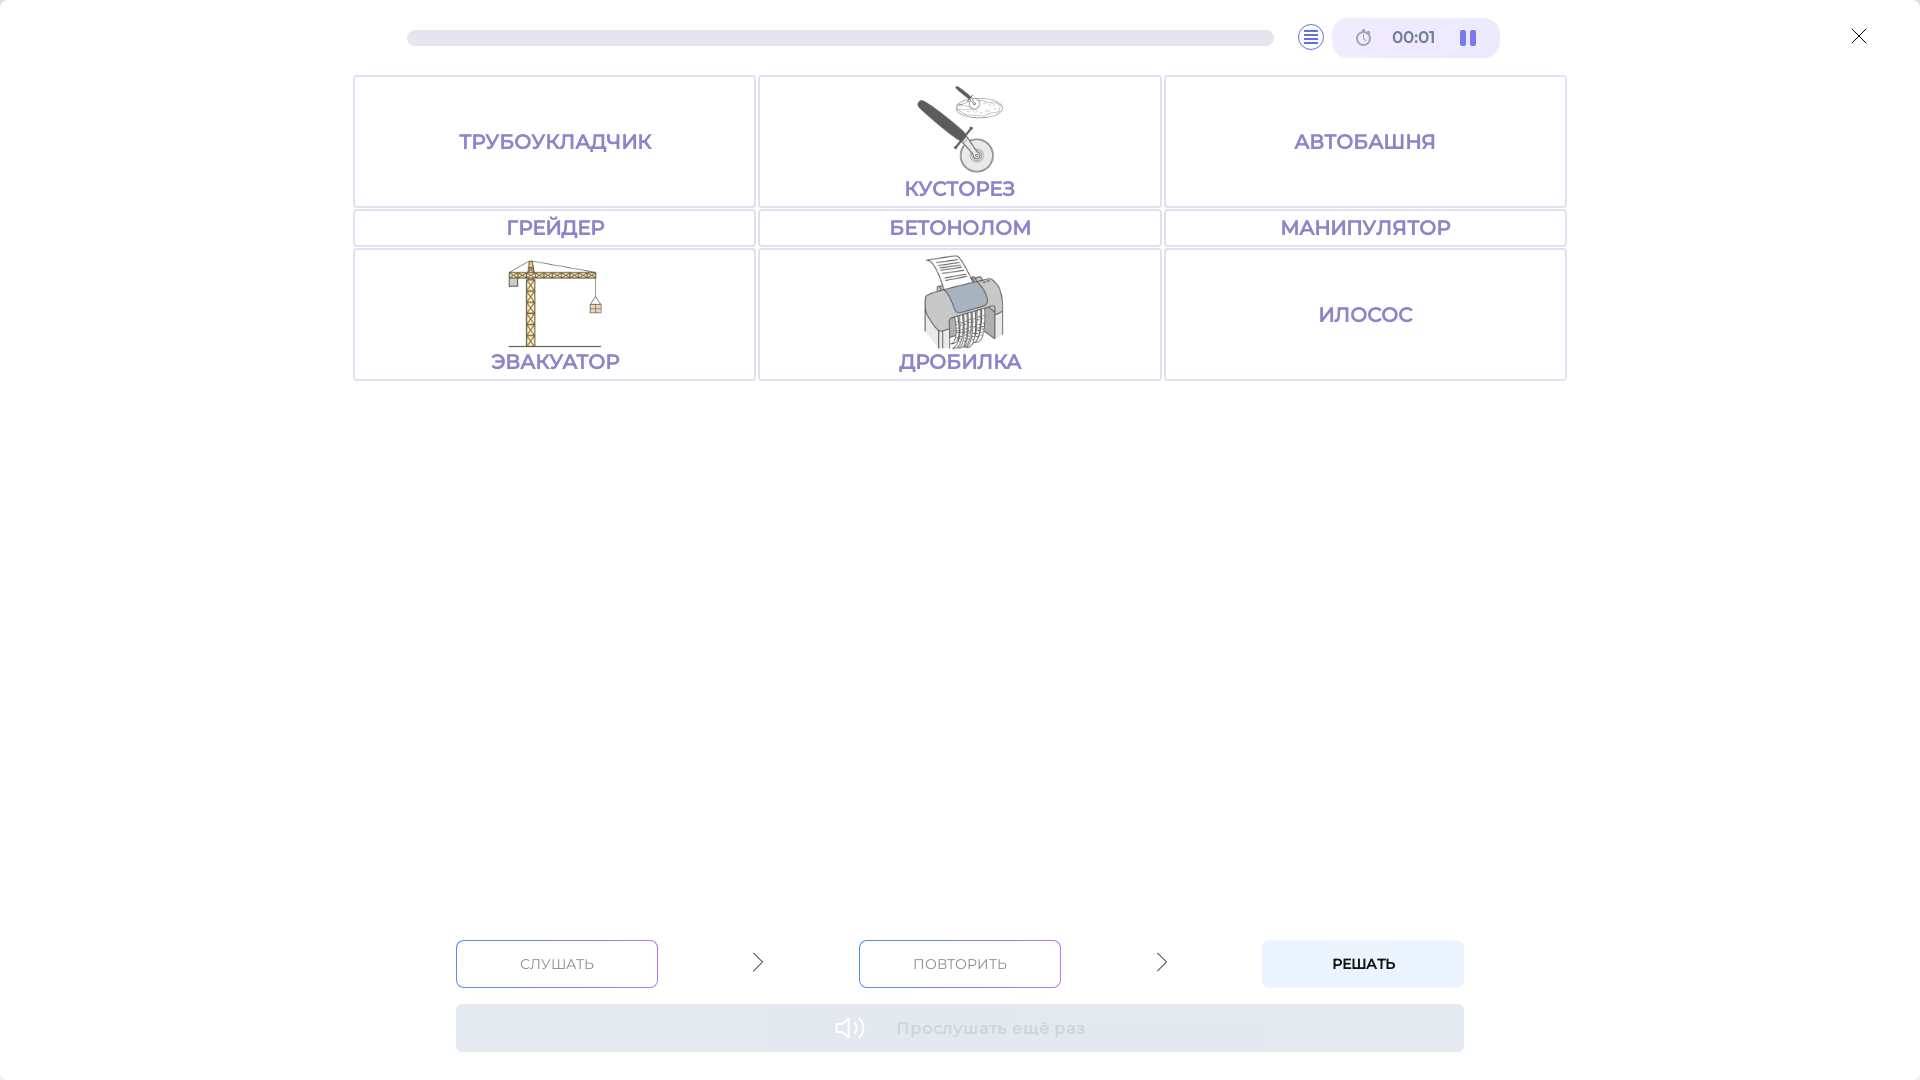 00:01
ТРУБОУКЛАДЧИК
КУСТОРЕЗ
АВТОБАШНЯ
ГРЕЙДЕР
БЕТОНОЛОМ
МАНИПУЛЯТОР
ЭВАКУАТОР
ДРОБИЛКА
ИЛОСОС
СЛУШАТЬ
ПОВТОРИТЬ
РЕШАТЬ
Прослушать ещё раз